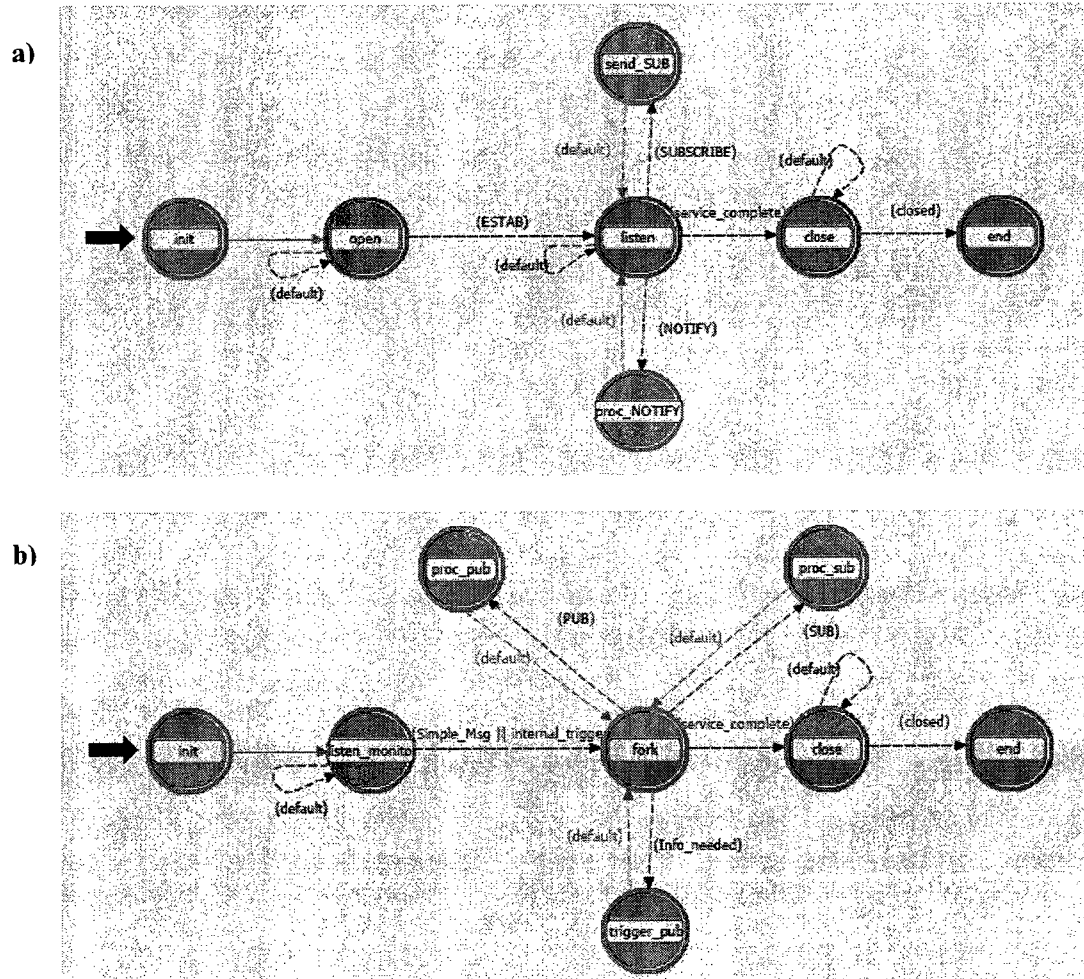 a)
send_SUB
(default)
(SUBSCRIBE)
(default)
(ESTAB)
(service_complete)
(closed)
init
open
listen
close
end
(default)
(default)
(default)
(NOTIFY)
proc_NOTIFY
b)
proc_pub
proc_sub
(PUB)
(default)
(default)
(SUB)
(default)
(Simple_Msg || internal_trigger)
(service_complete)
(closed)
init
listen_monitor
fork
close
end
(default)
(default)
(Info_needed)
trigger_pub